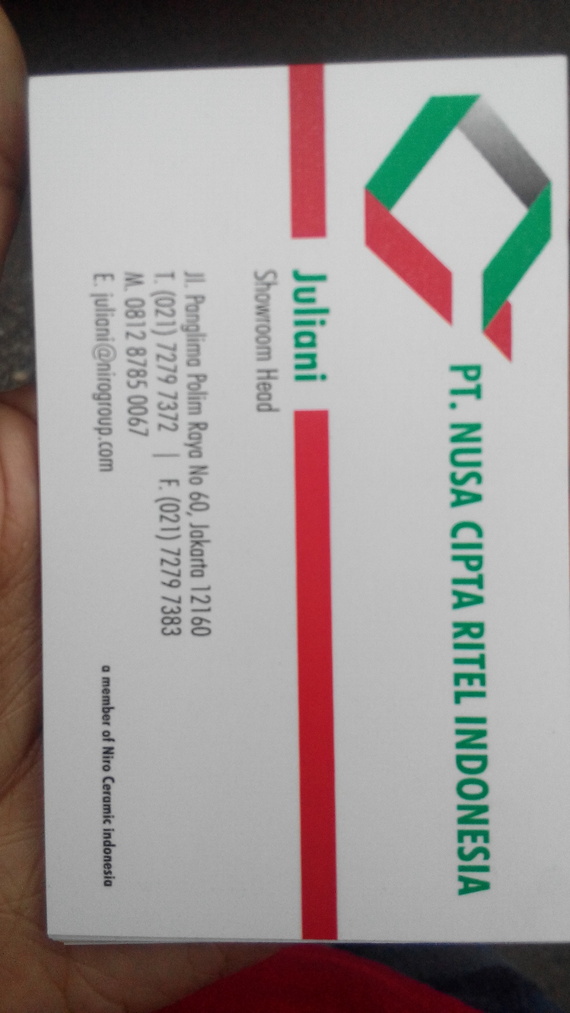 PT. NUSA CIPTA RITEL INDONESIA
Juliani
Showroom Head
Jl. Panglima Polim Raya No 60, Jakarta 12160
T. (021) 7279 7372 | F. (021) 7279 7383
M. 0812 8785 0067
E. juliani@nirogroup.com
a member of Niro Ceramic indonesia